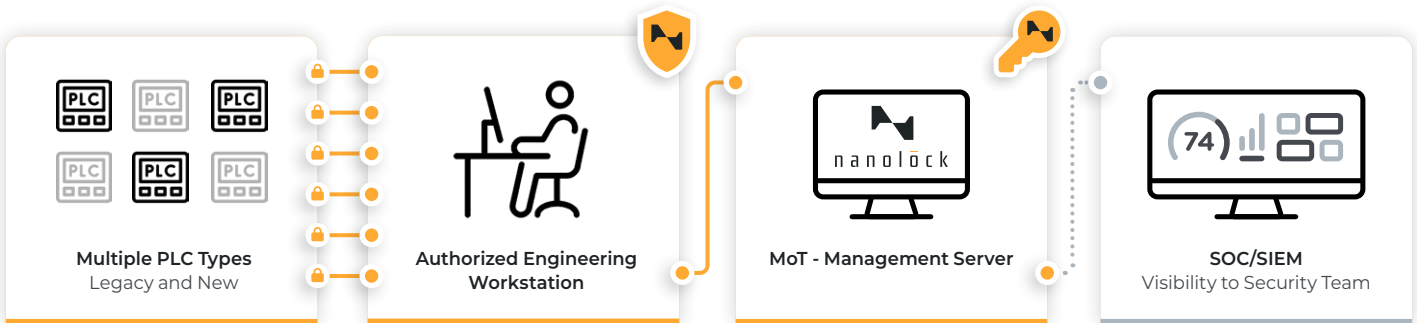 PLC PLC PLC
PLC PLC PLC
Multiple PLC Types
Legacy and New
Authorized Engineering
Workstation
nanolōck
MoT - Management Server
74
SOC/SIEM
Visibility to Security Team